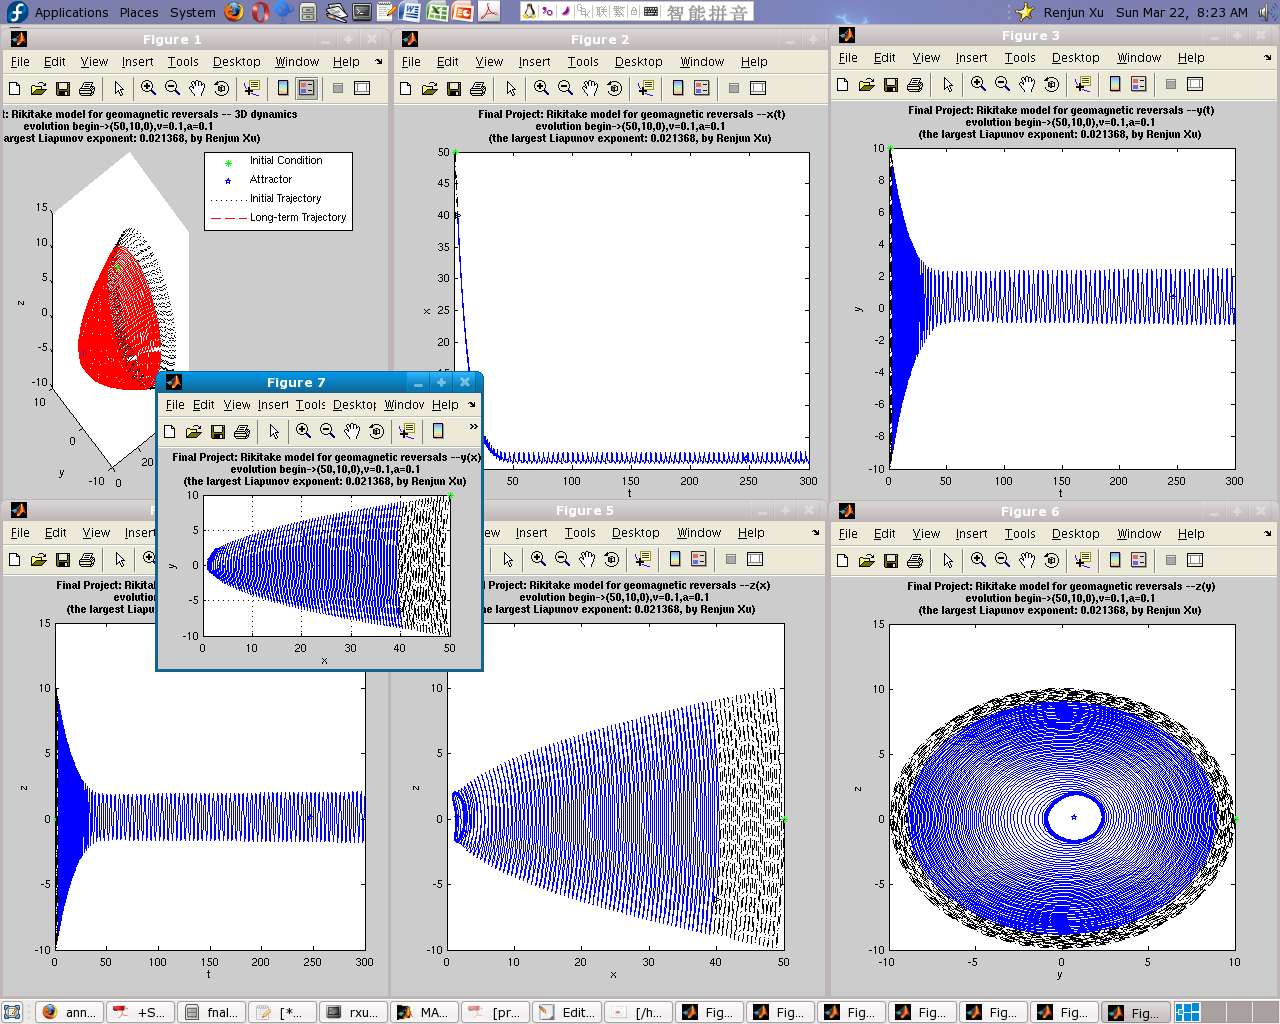 Applications Places System
联 繁 智能拼音
Renjun Xu Sun Mar 22, 8:23 AM
Figure 1
File Edit View Insert Tools Desktop Window Help
: Rikitake model for geomagnetic reversals -- 3D dynamics
evolution begin->(50,10,0),v=0.1,a=0.1
argest Liapunov exponent: 0.021368, by Renjun Xu)
Initial Condition
Attractor
Initial Trajectory
Long-term Trajectory
15
10
5
0
-5
-10
z
10
0
-10
y
0
20
Figure 2
File Edit View Insert Tools Desktop Window Help
Final Project: Rikitake model for geomagnetic reversals --x(t)
evolution begin->(50,10,0),v=0.1,a=0.1
(the largest Liapunov exponent: 0.021368, by Renjun Xu)
50
45
40
35
30
25
x
15
50 100 150 200 250 300
t
Figure 3
File Edit View Insert Tools Desktop Window Help
Final Project: Rikitake model for geomagnetic reversals --y(t)
evolution begin->(50,10,0),v=0.1,a=0.1
(the largest Liapunov exponent: 0.021368, by Renjun Xu)
10
8
6
4
2
0
y
-2
-4
-6
-8
-10
0 50 100 150 200 250 300
t
Figure 7
File Edit View Insert Tools Desktop Window Help
Final Project: Rikitake model for geomagnetic reversals --y(x)
evolution begin->(50,10,0),v=0.1,a=0.1
(the largest Liapunov exponent: 0.021368, by Renjun Xu)
10
5
y
0
-5
-10
0 10 20 30 40 50
x
F
File Edit View Insert
Final Project: Rikita
evolutio
(the largest Liapu
15
10
5
z
0
-5
-10
0 50 100 150 200 250 300
t
Figure 5
Insert Tools Desktop Window Help
l Project: Rikitake model for geomagnetic reversals --z(x)
evolution begin->(50,10,0),v=0.1,a=0.1
he largest Liapunov exponent: 0.021368, by Renjun Xu)
15
10
5
z
0
-5
-10
0 10 20 30 40 50
x
Figure 6
File Edit View Insert Tools Desktop Window Help
Final Project: Rikitake model for geomagnetic reversals --z(y)
evolution begin->(50,10,0),v=0.1,a=0.1
(the largest Liapunov exponent: 0.021368, by Renjun Xu)
15
10
5
z
0
-5
-10
-10 -5 0 5 10
y
ann... +S... fnal... [*... rxu... MA... [pr... Edit... [/h... Fig... Fig... Fig... Fig... Fig... Fig... Fig...